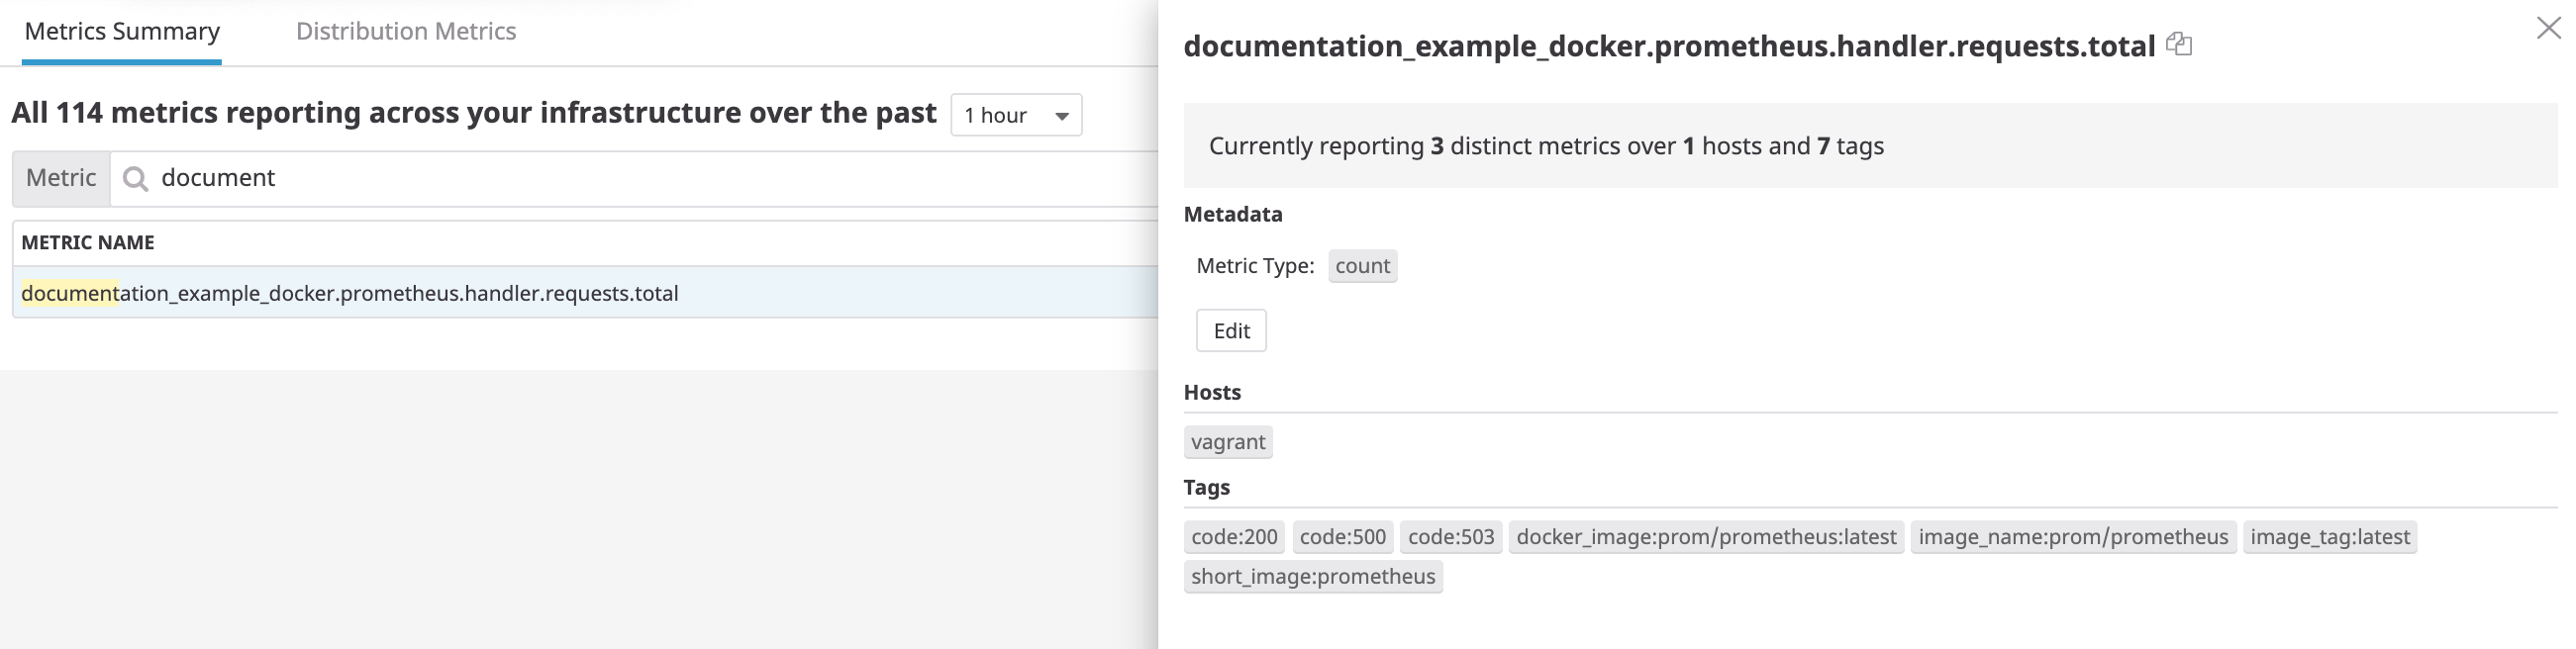 Metrics Summary
Distribution Metrics
All 114 metrics reporting across your infrastructure over the past 1 hour
Metric document
METRIC NAME
documentation_example_docker.prometheus.handler.requests.total
documentation_example_docker.prometheus.handler.requests.total
Currently reporting 3 distinct metrics over 1 hosts and 7 tags
Metadata
Metric Type: count
Edit
Hosts
vagrant
Tags
code:200 code:500 code:503 docker_image:prom/prometheus:latest image_name:prom/prometheus image_tag:latest
short_image:prometheus